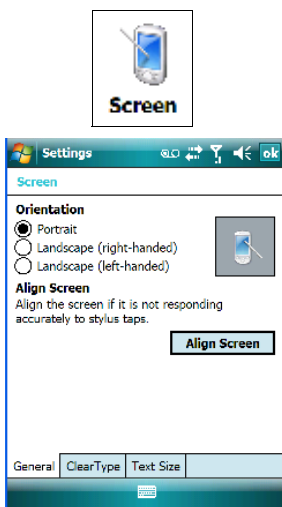 Screen
Settings
ok
Screen
Orientation
Portrait
Landscape (right-handed)
Landscape (left-handed)
Align Screen
Align the screen if it is not responding
accurately to stylus taps.
Align Screen
General ClearType Text Size